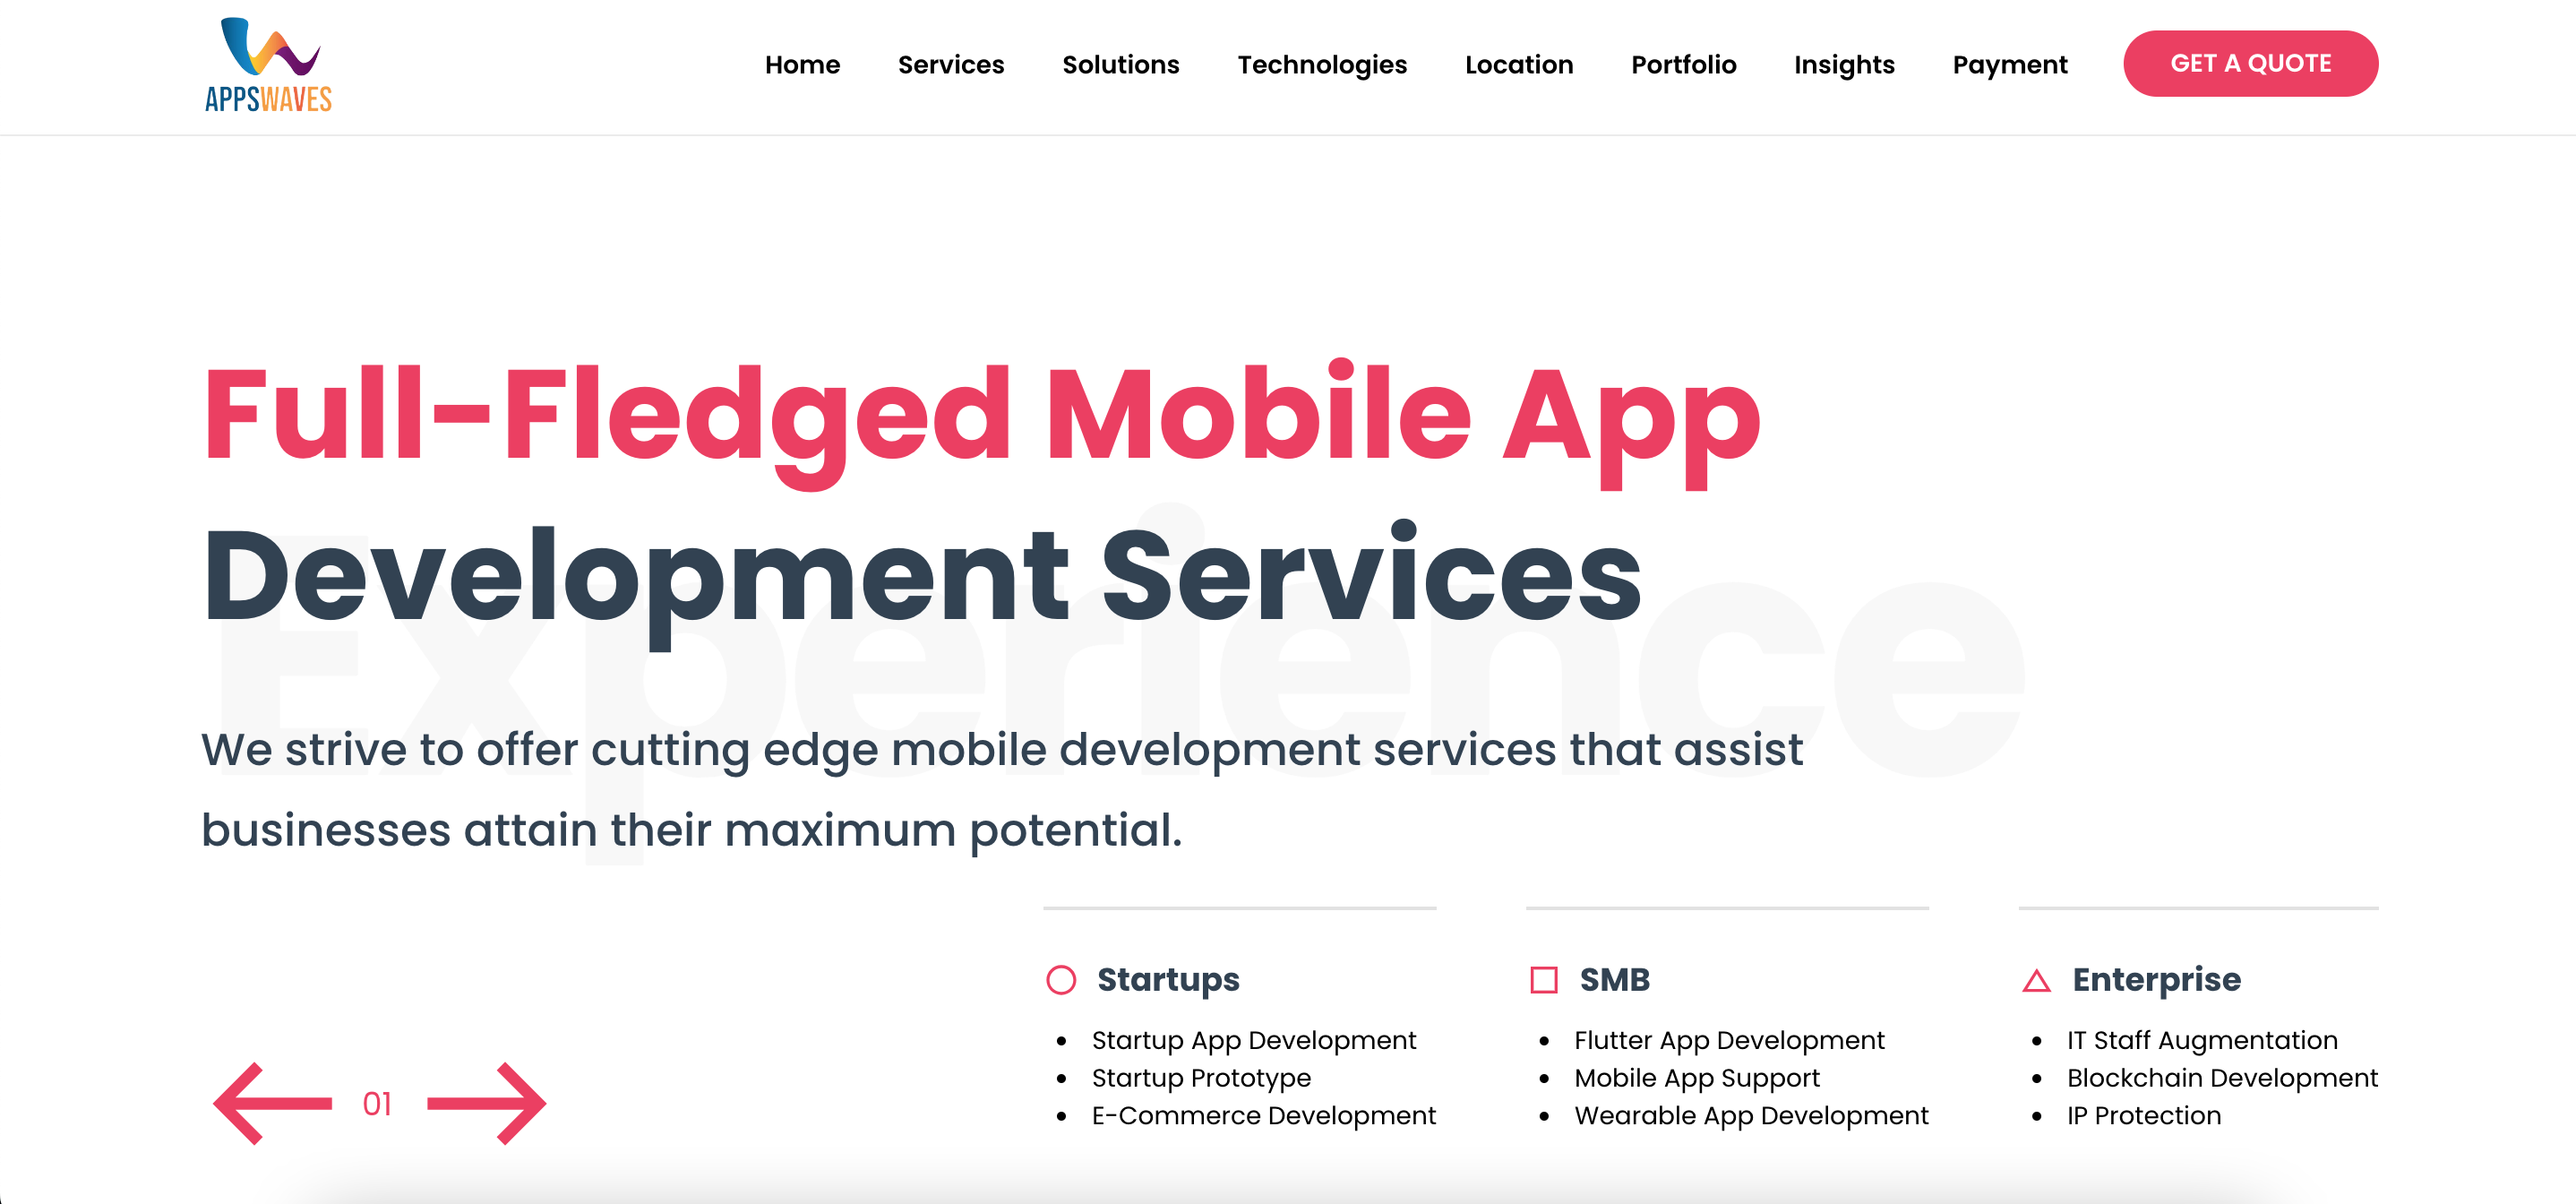 APPSWAVES
Home Services Solutions Technologies Location Portfolio Insights Payment GET A QUOTE
Full-Fledged Mobile App
Development Services
Experience
We strive to offer cutting edge mobile development services that assist
businesses attain their maximum potential.
Startups
Startup App Development
Startup Prototype
E-Commerce Development
SMB
Flutter App Development
Mobile App Support
Wearable App Development
Enterprise
IT Staff Augmentation
Blockchain Development
IP Protection
01